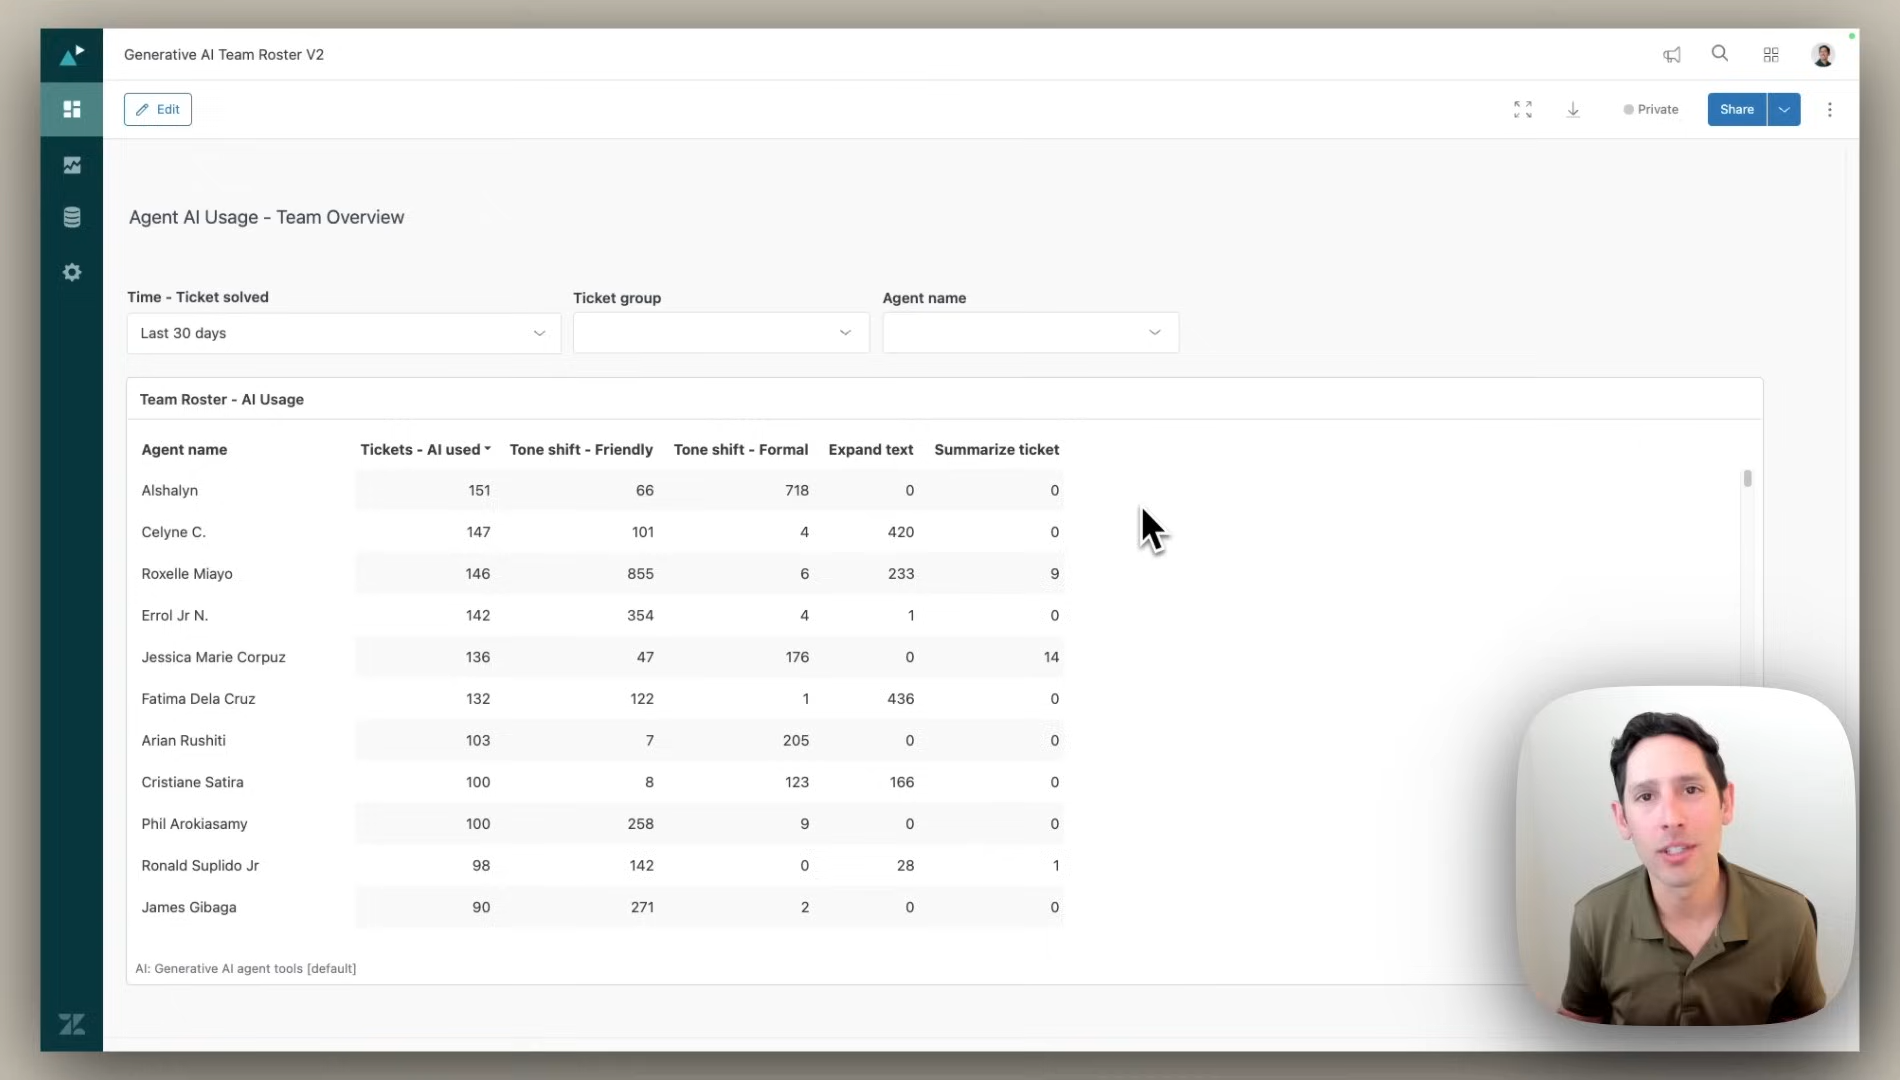 Generative AI Team Roster V2
Edit
Private
Share
Agent AI Usage - Team Overview
Time - Ticket solved
Ticket group
Agent name
Last 30 days
Team Roster - AI Usage
Agent name Tickets - AI used Tone shift - Friendly Tone shift - Formal Expand text Summarize ticket
Alshalyn 151 66 718 0 0
Celyne C. 147 101 4 420 0
Roxelle Miayo 146 855 6 233 9
Errol Jr N. 142 354 4 1 0
Jessica Marie Corpuz 136 47 176 0 14
Fatima Dela Cruz 132 122 1 436 0
Arian Rushiti 103 7 205 0 0
Cristiane Satira 100 8 123 166 0
Phil Arokiasamy 100 258 9 0 0
Ronald Suplido Jr 98 142 0 28 1
James Gibaga 90 271 2 0 0
AI: Generative AI agent tools [default]